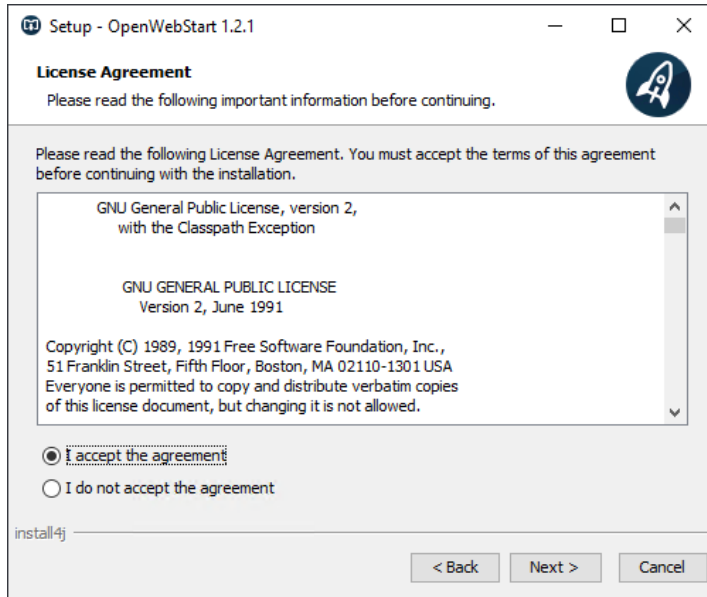 Setup - OpenWebStart 1.2.1
License Agreement
Please read the following important information before continuing.
Please read the following License Agreement. You must accept the terms of this agreement
before continuing with the installation.
GNU General Public License, version 2,
with the Classpath Exception
GNU GENERAL PUBLIC LICENSE
Version 2, June 1991
Copyright (C) 1989, 1991 Free Software Foundation, Inc.,
51 Franklin Street, Fifth Floor, Boston, MA 02110-1301 USA
Everyone is permitted to copy and distribute verbatim copies
of this license document, but changing it is not allowed.
I accept the agreement
I do not accept the agreement
install4j
< Back Next > Cancel